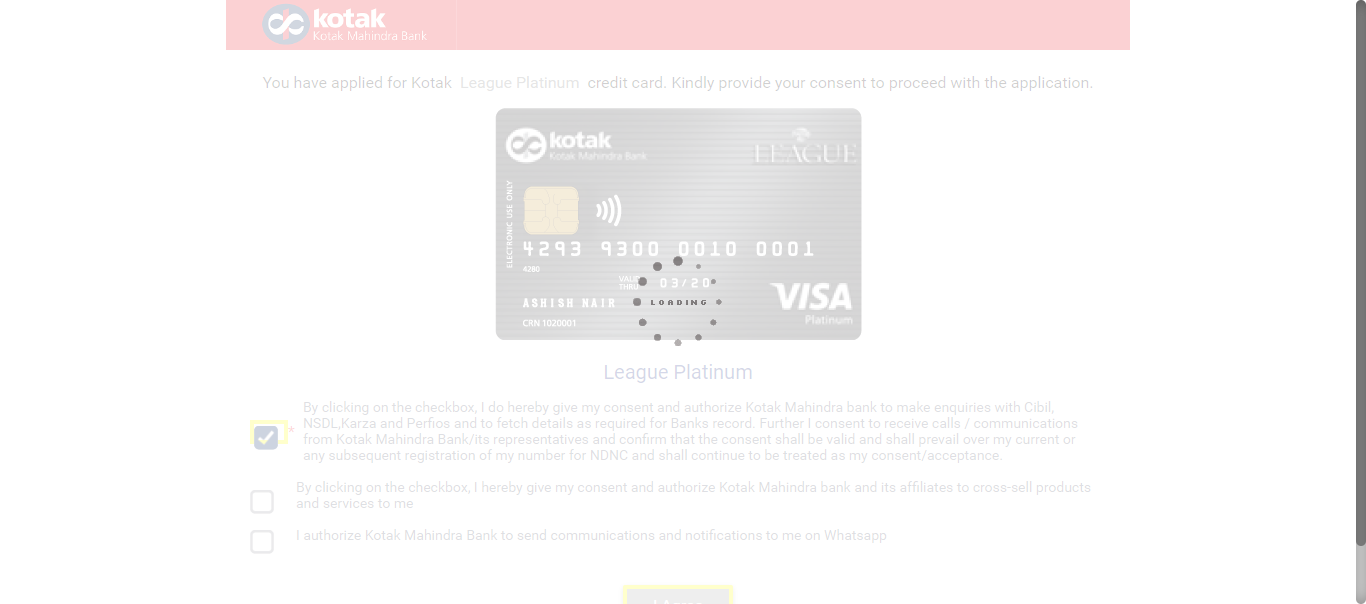 kotak
Kotak Mahindra Bank
You have applied for Kotak League Platinum credit card. Kindly provide your consent to proceed with the application.
kotak
Kotak Mahindra Bank
LEAGUE
ELECTRONIC USE ONLY
4293 9300 0010 0001
4280
VALID THRU 03/20
LOADING
ASHISH NAIR
VISA
Platinum
CRN 1020001
League Platinum
By clicking on the checkbox, I do hereby give my consent and authorize Kotak Mahindra bank to make enquiries with Cibil,
* NSDL,Karza and Perfios and to fetch details as required for Banks record. Further I consent to receive calls / communications
from Kotak Mahindra Bank/its representatives and confirm that the consent shall be valid and shall prevail over my current or
any subsequent registration of my number for NDNC and shall continue to be treated as my consent/acceptance.
By clicking on the checkbox, I hereby give my consent and authorize Kotak Mahindra bank and its affiliates to cross-sell products
and services to me
I authorize Kotak Mahindra Bank to send communications and notifications to me on Whatsapp